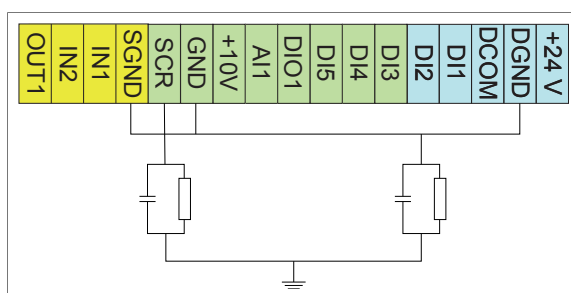 OUT1
IN2
IN1
SGND
SCR
GND
+10V
AI1
DIO1
DI5
DI4
DI3
DI2
DI1
DCOM
DGND
+24 V